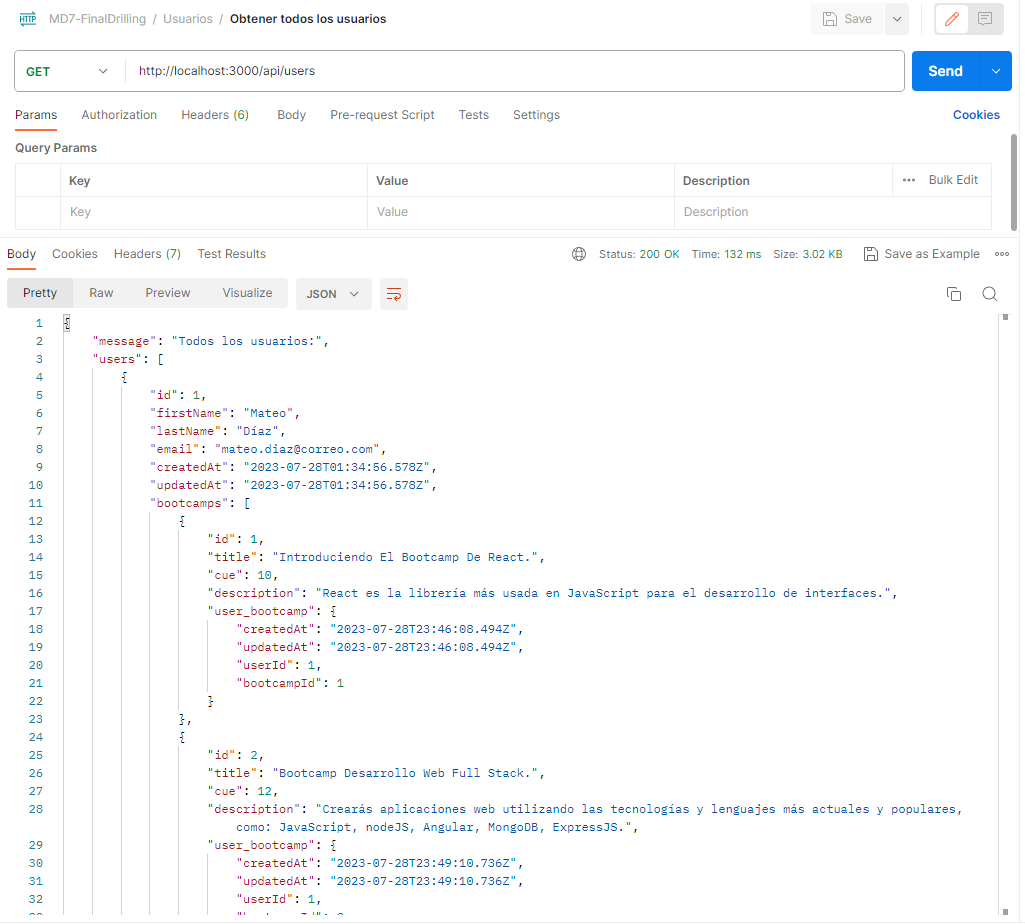 HTTP MD7-FinalDrilling / Usuarios / Obtener todos los usuarios Save
GET http://localhost:3000/api/users Send
Params Authorization Headers (6) Body Pre-request Script Tests Settings Cookies
Query Params
Key Value Description ••• Bulk Edit
Key Value Description
Body Cookies Headers (7) Test Results Status: 200 OK Time: 132 ms Size: 3.02 KB Save as Example
Pretty Raw Preview Visualize JSON
1 {
2 "message": "Todos los usuarios:",
3 "users": [
4 {
5 "id": 1,
6 "firstName": "Mateo",
7 "lastName": "Díaz",
8 "email": "mateo.diaz@correo.com",
9 "createdAt": "2023-07-28T01:34:56.578Z",
10 "updatedAt": "2023-07-28T01:34:56.578Z",
11 "bootcamps": [
12 {
13 "id": 1,
14 "title": "Introduciendo El Bootcamp De React.",
15 "cue": 10,
16 "description": "React es la librería más usada en JavaScript para el desarrollo de interfaces.",
17 "user_bootcamp": {
18 "createdAt": "2023-07-28T23:46:08.494Z",
19 "updatedAt": "2023-07-28T23:46:08.494Z",
20 "userId": 1,
21 "bootcampId": 1
22 }
23 },
24 {
25 "id": 2,
26 "title": "Bootcamp Desarrollo Web Full Stack.",
27 "cue": 12,
28 "description": "Crearás aplicaciones web utilizando las tecnologías y lenguajes más actuales y populares,
como: JavaScript, nodeJS, Angular, MongoDB, ExpressJS.",
29 "user_bootcamp": {
30 "createdAt": "2023-07-28T23:49:10.736Z",
31 "updatedAt": "2023-07-28T23:49:10.736Z",
32 "userId": 1,